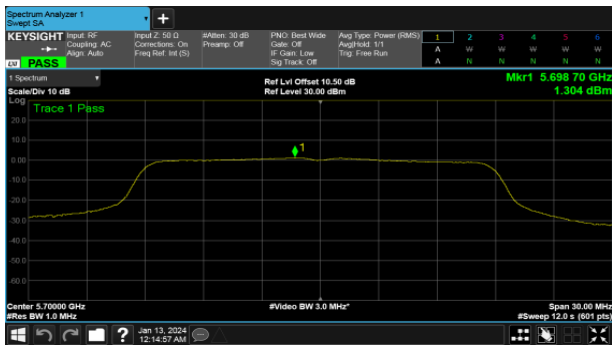 Spectrum Analyzer 1
Swept SA
+
KEYSIGHT Input: RF Input Z: 50 Ω #Atten: 30 dB PNO: Best Wide Avg Type: Power (RMS) 1 2 3 4 5 6
Coupling: AC Corrections: On Preamp: Off Gate: Off Avg|Hold: 1/1 A W W W W W
Align: Auto Freq Ref: Int (S) IF Gain: Low Trig: Free Run
LXI PASS Sig Track: Off A N N N N N
1 Spectrum Ref Lvl Offset 10.50 dB Mkr1 5.698 70 GHz
Scale/Div 10 dB Ref Level 30.00 dBm 1.304 dBm
Log
Trace 1 Pass
20.0
10.0
1
0.00
-10.0
-20.0
-30.0
-40.0
-50.0
-60.0
Center 5.70000 GHz #Video BW 3.0 MHz* Span 30.00 MHz
#Res BW 1.0 MHz #Sweep 12.0 s (601 pts)
? Jan 13, 2024
12:14:57 AM